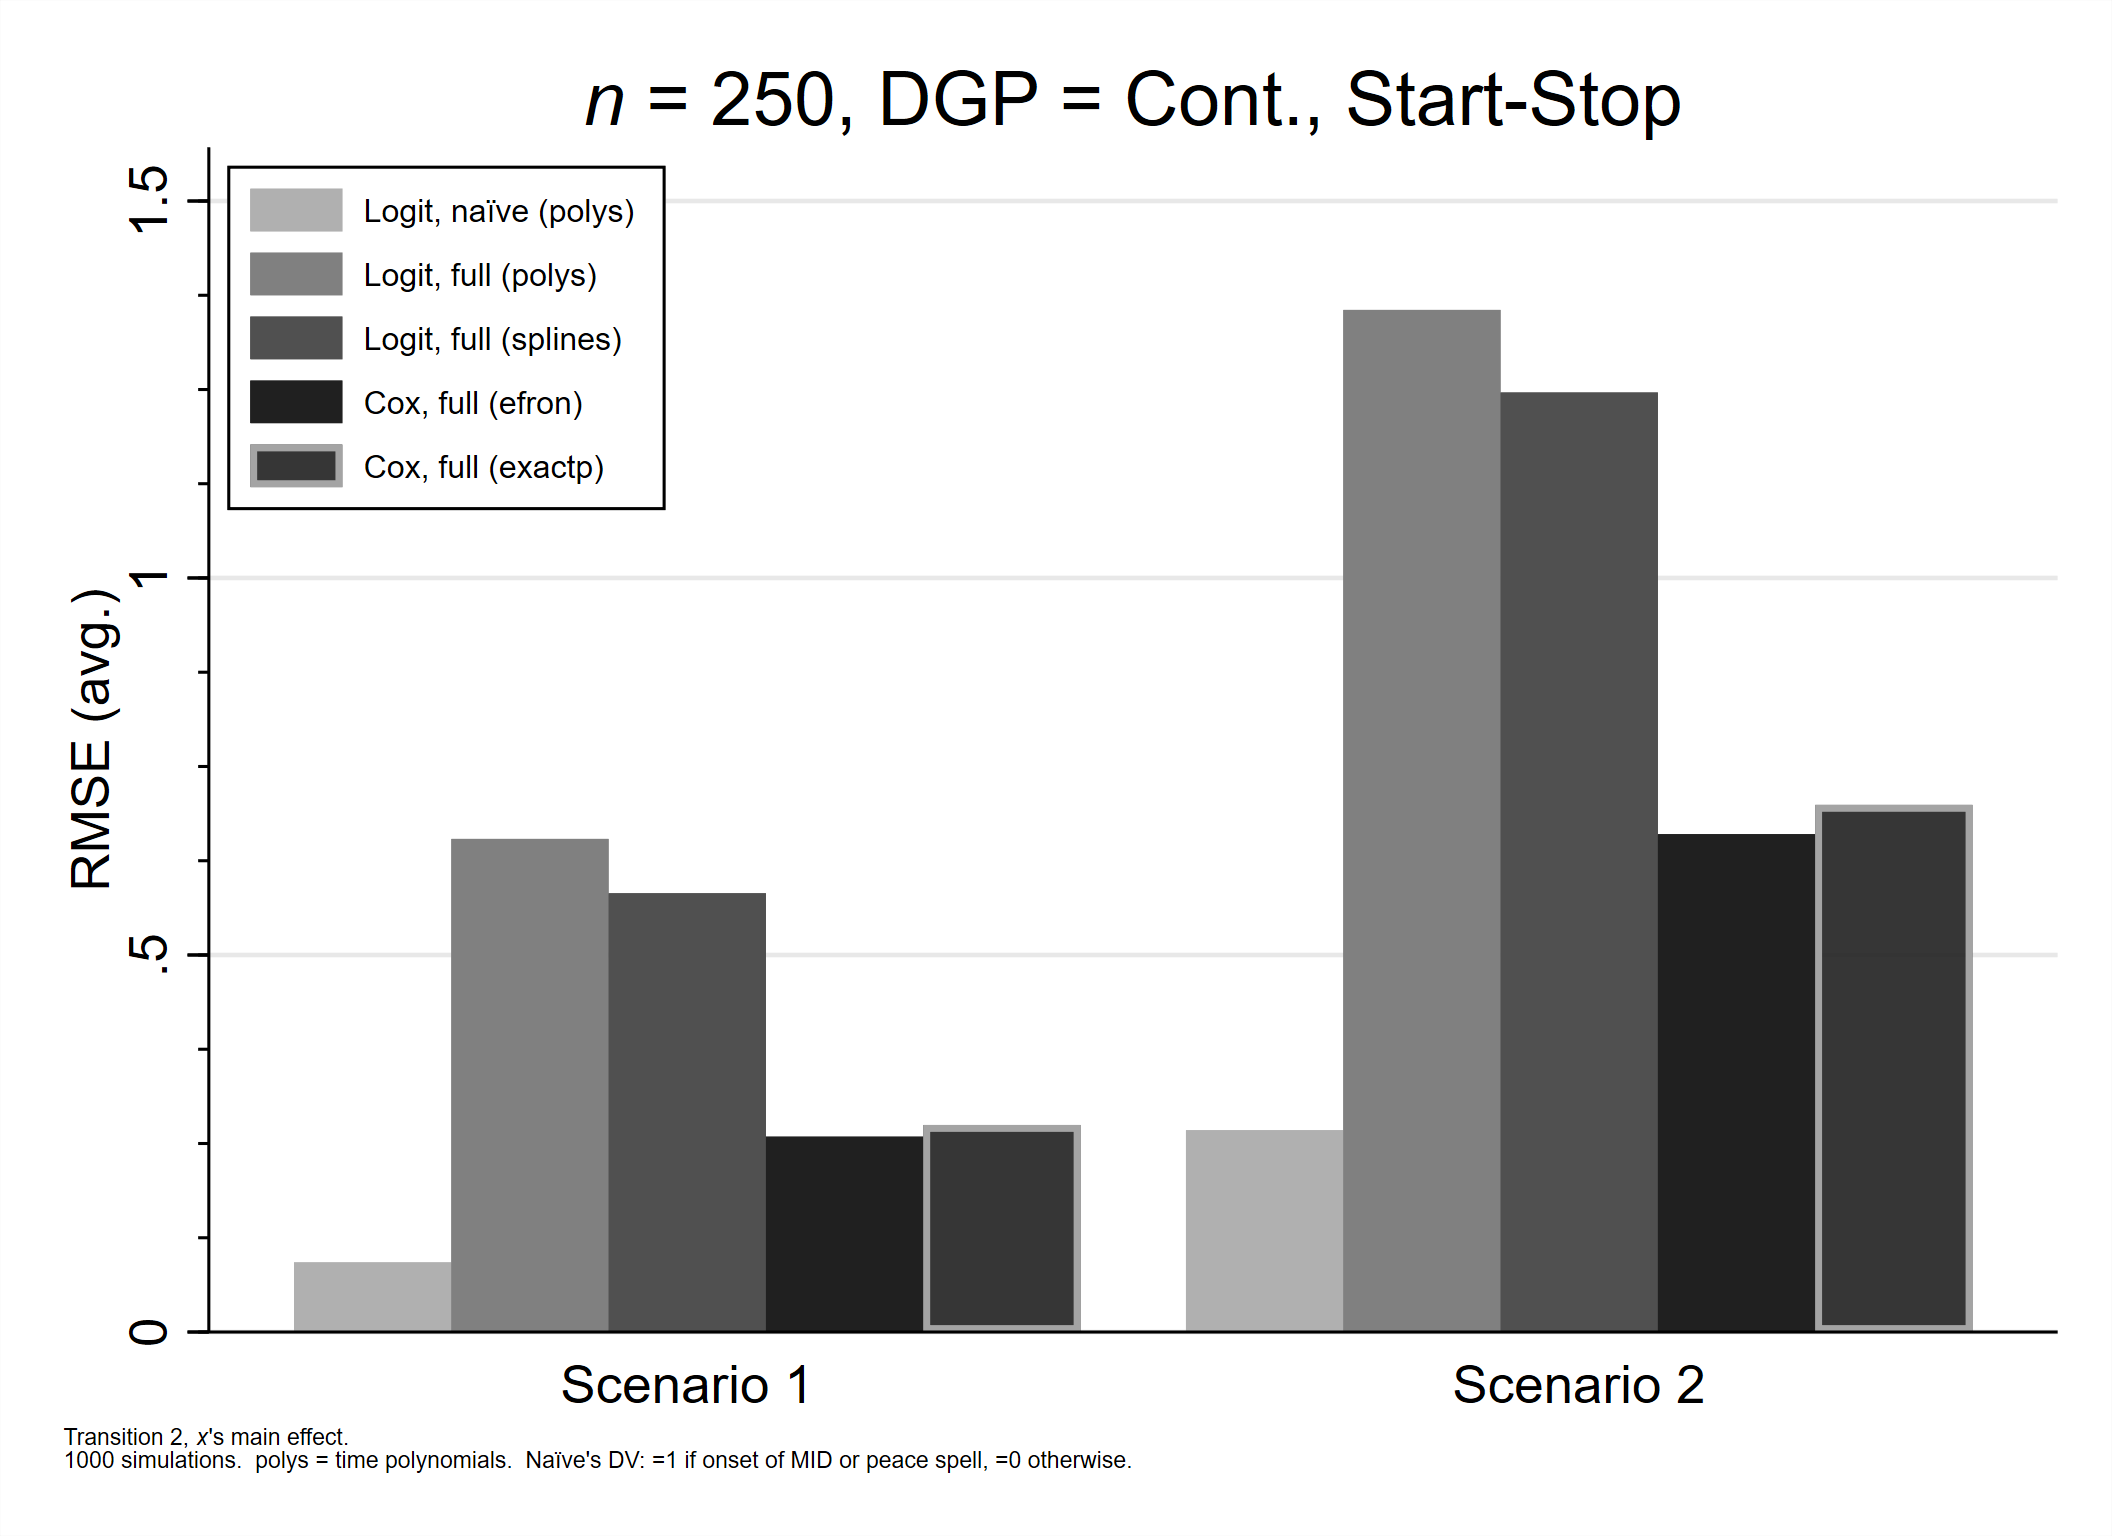 n = 250, DGP = Cont., Start-Stop
Logit, naïve (polys)
Logit, full (polys)
Logit, full (splines)
Cox, full (efron)
Cox, full (exactp)
RMSE (avg.)
1.5
1
.5
0
Scenario 1
Scenario 2
Transition 2, x's main effect.
1000 simulations.  polys = time polynomials.  Naïve's DV: =1 if onset of MID or peace spell, =0 otherwise.